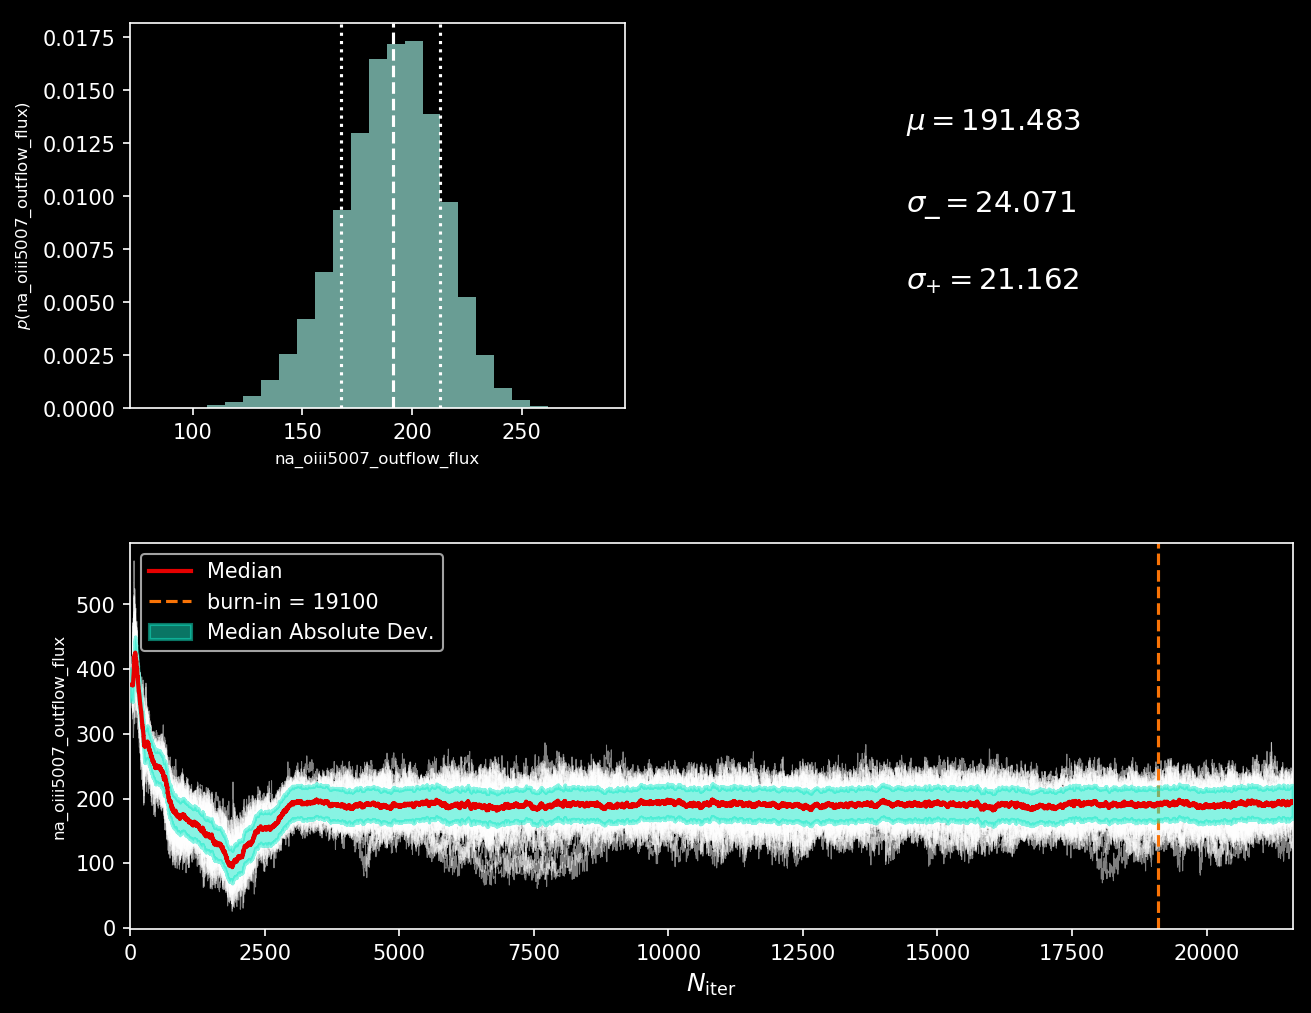 0.0175
0.0150
0.0125
0.0100
0.0075
0.0050
0.0025
0.0000
p(na_oiii5007_outflow_flux)
100 150 200 250
na_oiii5007_outflow_flux
μ = 191.483
σ₋ = 24.071
σ₊ = 21.162
Median
burn-in = 19100
Median Absolute Dev.
500
400
300
200
100
0
na_oiii5007_outflow_flux
0 2500 5000 7500 10000 12500 15000 17500 20000
N_iter